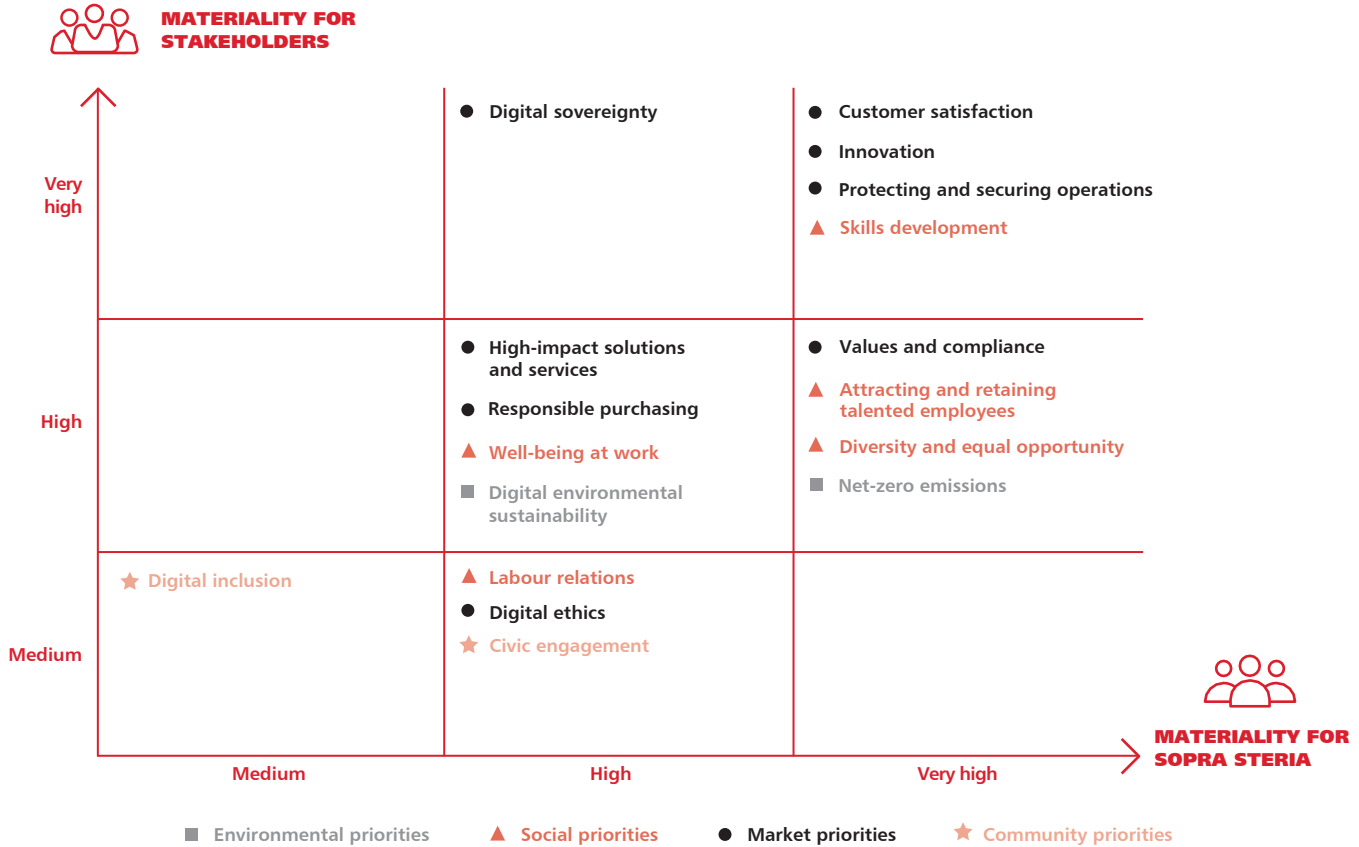 MATERIALITY FOR
STAKEHOLDERS
Very
high
Digital sovereignty
Customer satisfaction
Innovation
Protecting and securing operations
Skills development
High
High-impact solutions
and services
Responsible purchasing
Well-being at work
Digital environmental
sustainability
Values and compliance
Attracting and retaining
talented employees
Diversity and equal opportunity
Net-zero emissions
Medium
Digital inclusion
Labour relations
Digital ethics
Civic engagement
MATERIALITY FOR
SOPRA STERIA
Medium
High
Very high
Environmental priorities
Social priorities
Market priorities
Community priorities